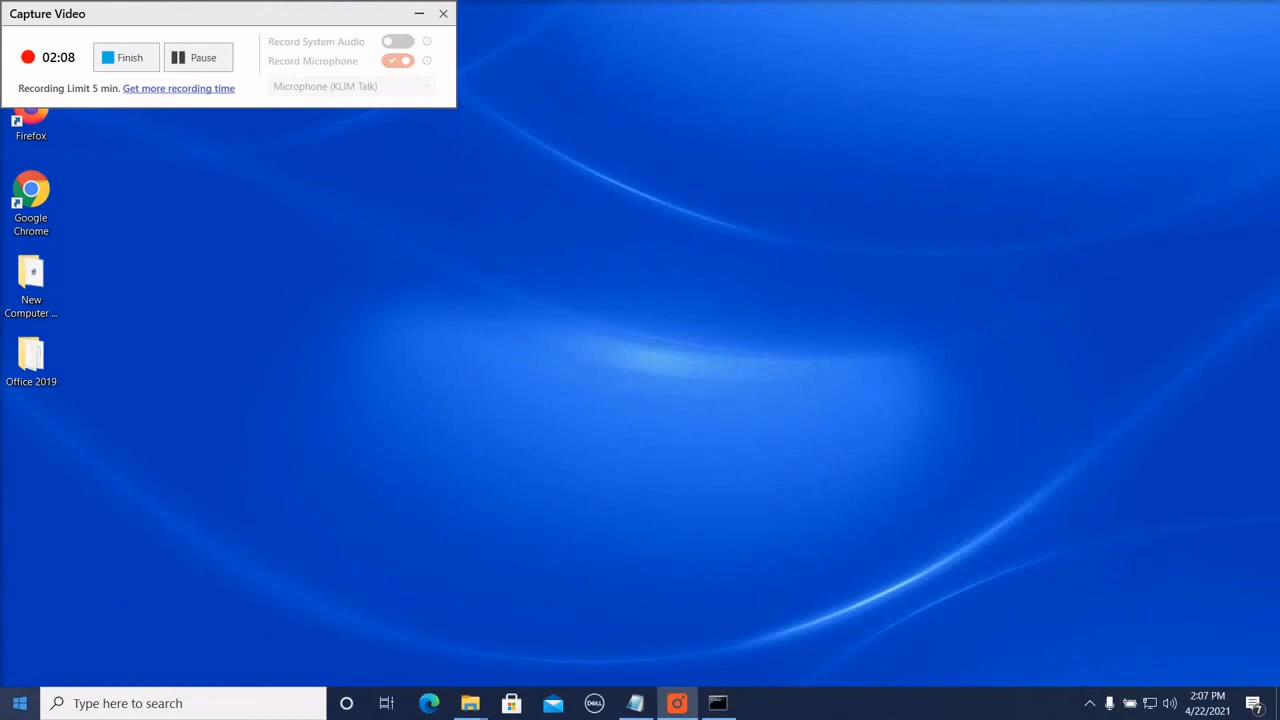 Capture Video
02:08
Finish
Pause
Record System Audio
Record Microphone
Microphone (KLIM Talk)
Recording Limit 5 min. Get more recording time
Firefox
Google
Chrome
New
Computer ...
Office 2019
Type here to search
DELL
2:07 PM
4/22/2021
7